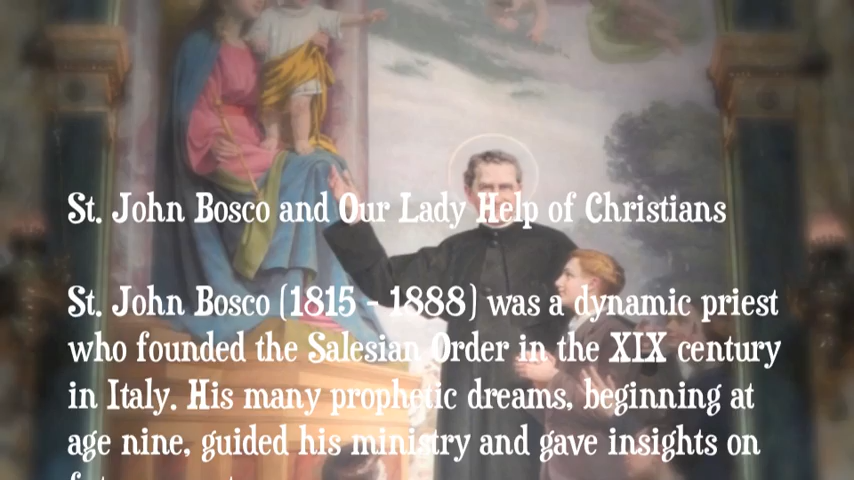 St. John Bosco and Our Lady Help of Christians
St. John Bosco (1815 - 1888) was a dynamic priest
who founded the Salesian Order in the XIX century
in Italy. His many prophetic dreams, beginning at
age nine, guided his ministry and gave insights on